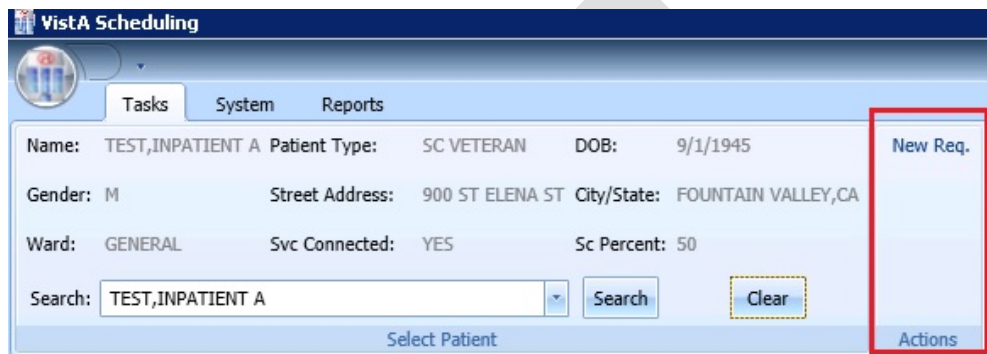 VistA Scheduling
Tasks System Reports
Name: TEST,INPATIENT A Patient Type: SC VETERAN DOB: 9/1/1945 New Req.
Gender: M Street Address: 900 ST ELENA ST City/State: FOUNTAIN VALLEY,CA
Ward: GENERAL Svc Connected: YES Sc Percent: 50
Search: TEST,INPATIENT A Search Clear
Select Patient Actions